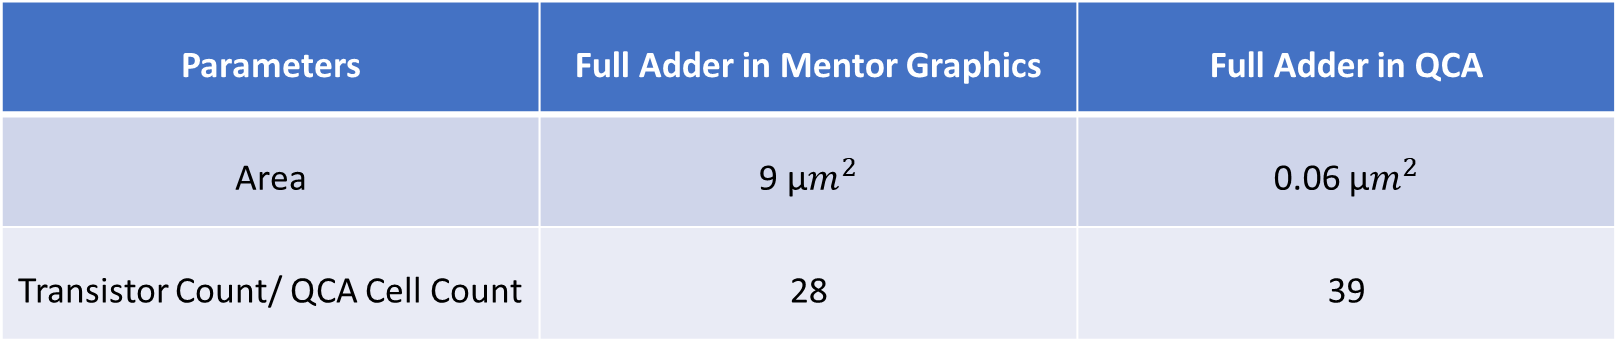 Parameters Full Adder in Mentor Graphics Full Adder in QCA
Area 9 μm² 0.06 μm²
Transistor Count/ QCA Cell Count 28 39